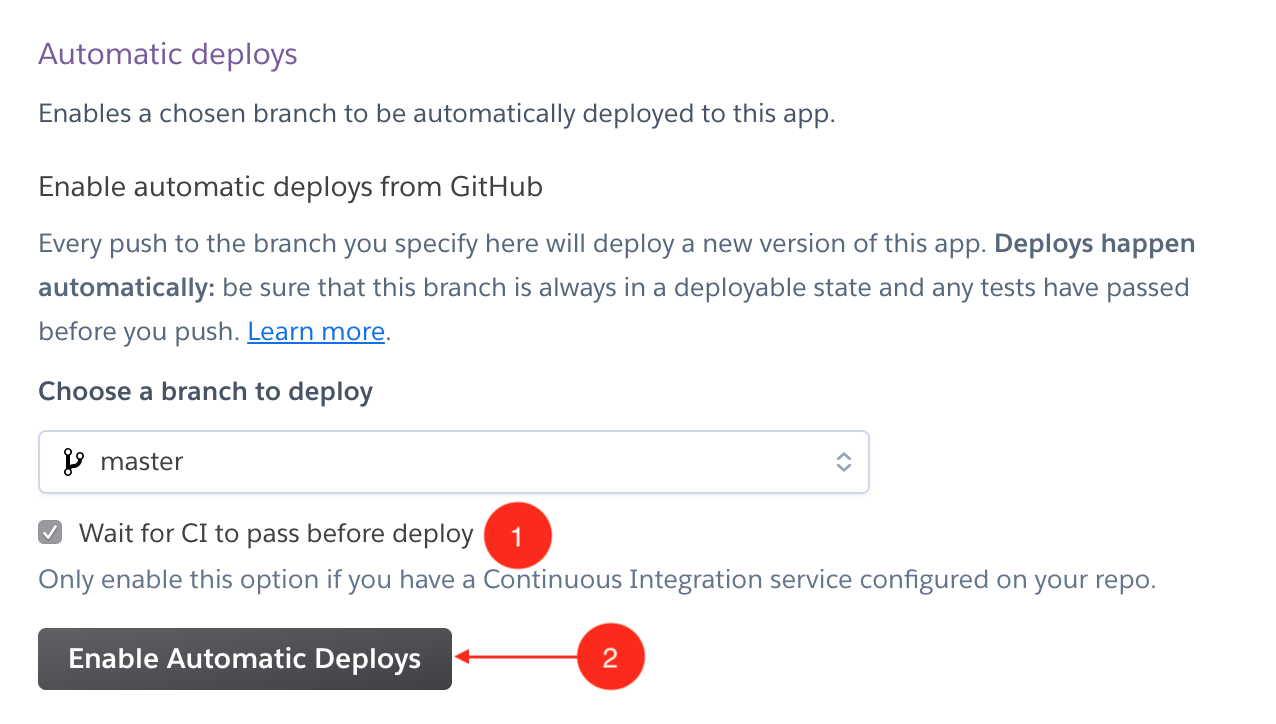 Automatic deploys
Enables a chosen branch to be automatically deployed to this app.
Enable automatic deploys from GitHub
Every push to the branch you specify here will deploy a new version of this app. Deploys happen
automatically: be sure that this branch is always in a deployable state and any tests have passed
before you push. Learn more.
Choose a branch to deploy
master
Wait for CI to pass before deploy 1
Only enable this option if you have a Continuous Integration service configured on your repo.
Enable Automatic Deploys 2